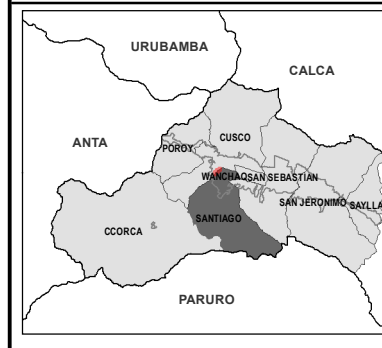 URUBAMBA
CALCA
ANTA
CUSCO
POROY
WANCHAQ
SAN SEBASTIAN
SAN JERONIMO
SAYLLA
SANTIAGO
CCORCA
PARURO